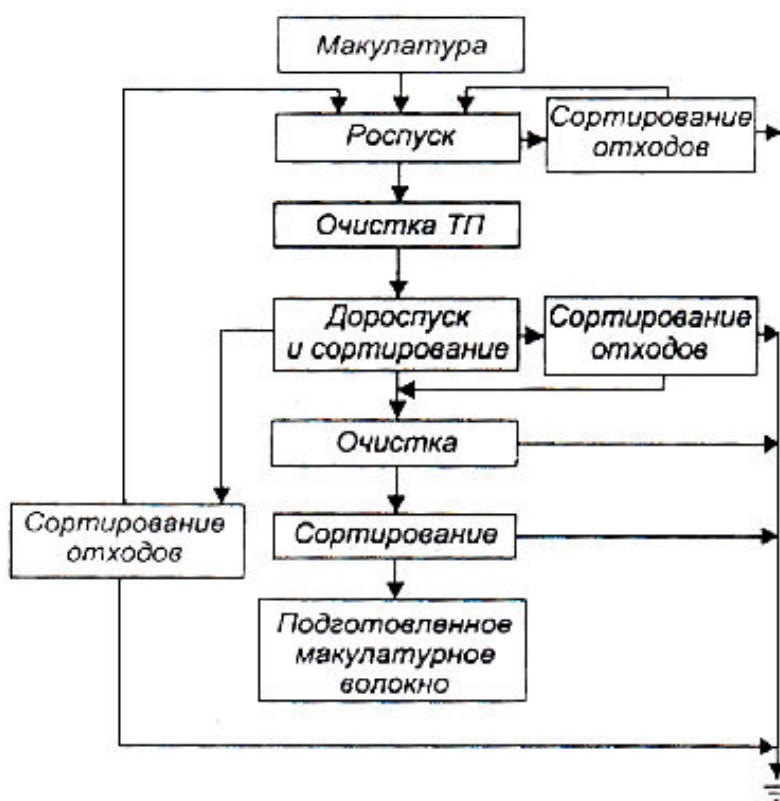 Макулатура
Роспуск
Сортирование
отходов
Очистка ТП
Дороспуск
и сортирование
Сортирование
отходов
Очистка
Сортирование
отходов
Сортирование
Подготовленное
макулатурное
волокно